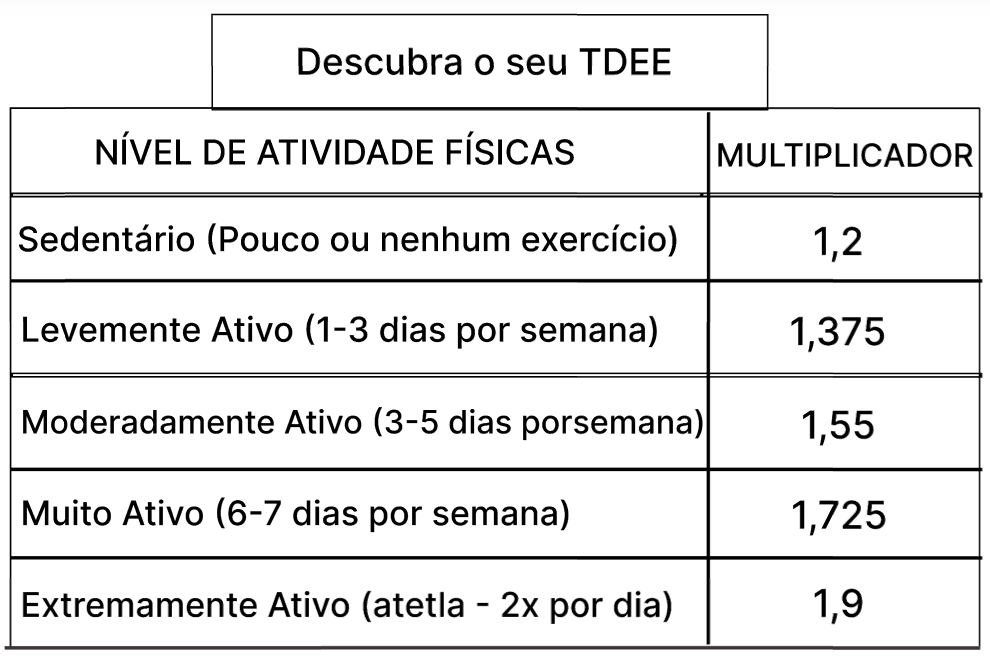 Descubra o seu TDEE
NÍVEL DE ATIVIDADE FÍSICAS MULTIPLICADOR
Sedentário (Pouco ou nenhum exercício) 1,2
Levemente Ativo (1-3 dias por semana) 1,375
Moderadamente Ativo (3-5 dias porsemana) 1,55
Muito Ativo (6-7 dias por semana) 1,725
Extremamente Ativo (atetla - 2x por dia) 1,9